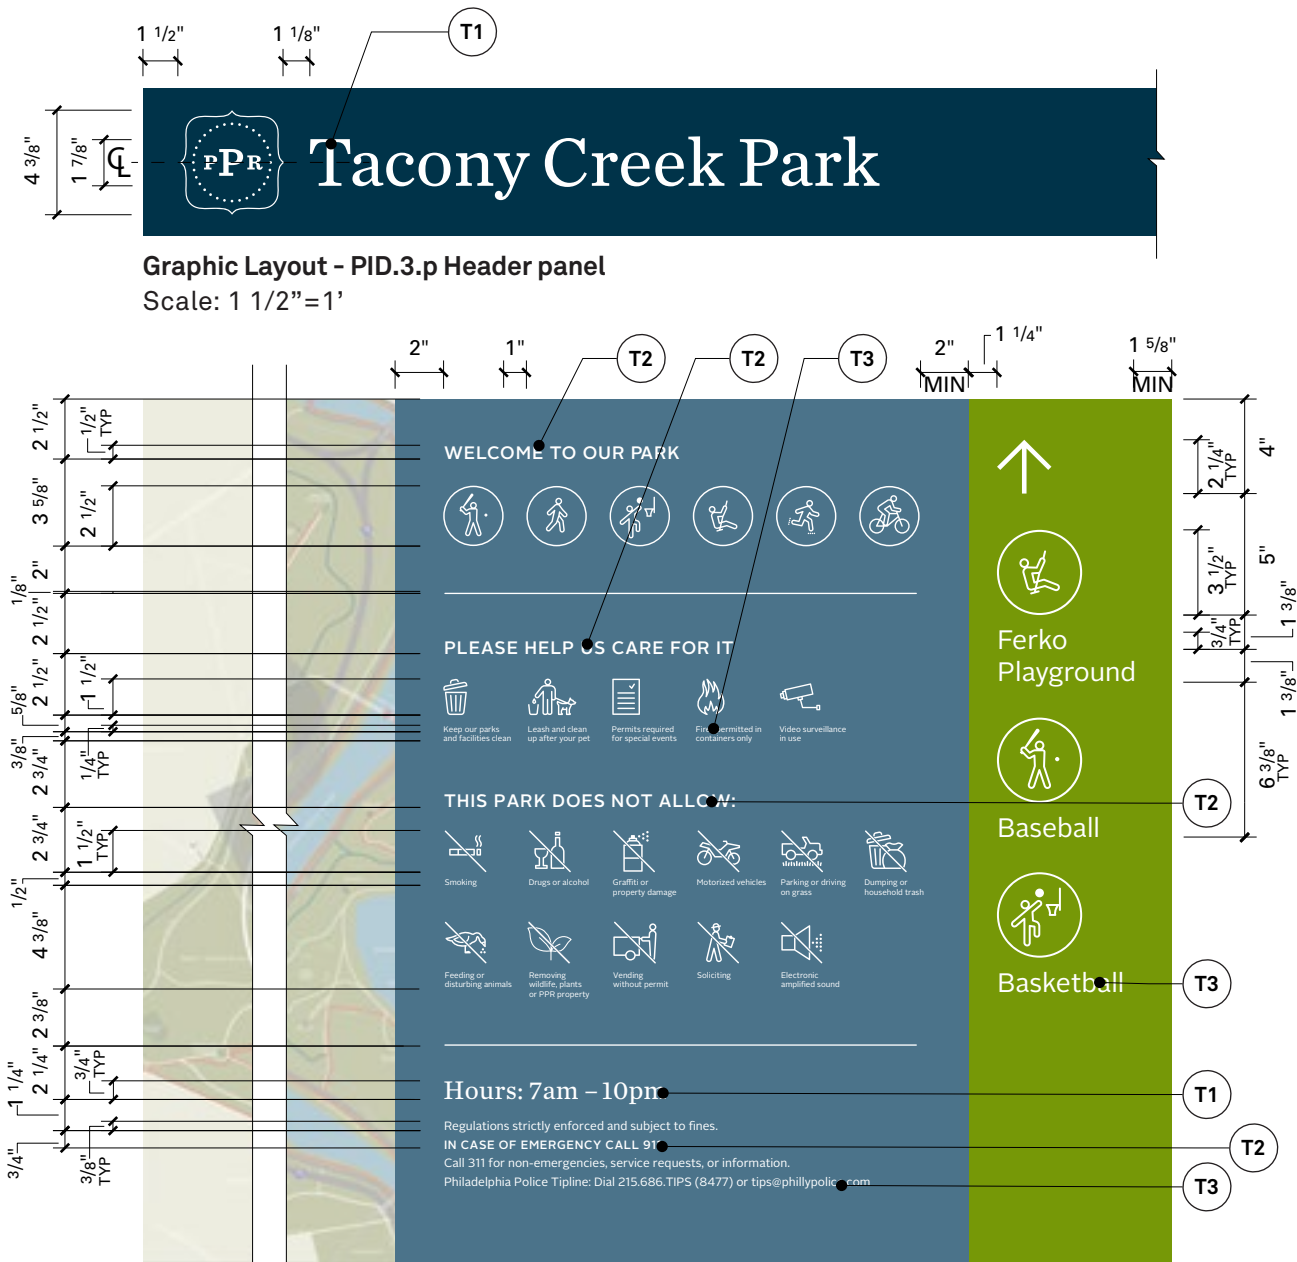 1 1/2"
1 1/8"
T1
4 3/8"
1 7/8"
CL
PPR
Tacony Creek Park
Graphic Layout - PID.3.p Header panel
Scale: 1 1/2”=1’
2"
1"
T2
T2
T3
2"
MIN
1 1/4"
1 5/8"
MIN
2 1/2"
1/2"
TYP
3 5/8"
2 1/2"
2"
1/8"
2 1/2"
2 1/2"
1 1/2"
5/8"
3/8"
1/4"
TYP
2 3/4"
2 3/4"
1 1/2"
TYP
1/2"
4 3/8"
2 3/8"
2 1/4"
3/4"
TYP
1 1/4"
3/8"
TYP
3/4"
WELCOME TO OUR PARK
PLEASE HELP US CARE FOR IT
Keep our parks
and facilities clean
Leash and clean
up after your pet
Permits required
for special events
Fires permitted in
containers only
Video surveillance
in use
THIS PARK DOES NOT ALLOW:
Smoking
Drugs or alcohol
Graffiti or
property damage
Motorized vehicles
Parking or driving
on grass
Dumping or
household trash
Feeding or
disturbing animals
Removing
wildlife, plants
or PPR property
Vending
without permit
Soliciting
Electronic
amplified sound
Hours: 7am – 10pm
Regulations strictly enforced and subject to fines.
IN CASE OF EMERGENCY CALL 911
Call 311 for non-emergencies, service requests, or information.
Philadelphia Police Tipline: Dial 215.686.TIPS (8477) or tips@phillypolice.com
Ferko
Playground
Baseball
Basketball
4"
2 1/4"
TYP
5"
3 1/2"
TYP
3/4"
TYP
1 3/8"
1 3/8"
6 3/8"
TYP
T2
T3
T1
T2
T3